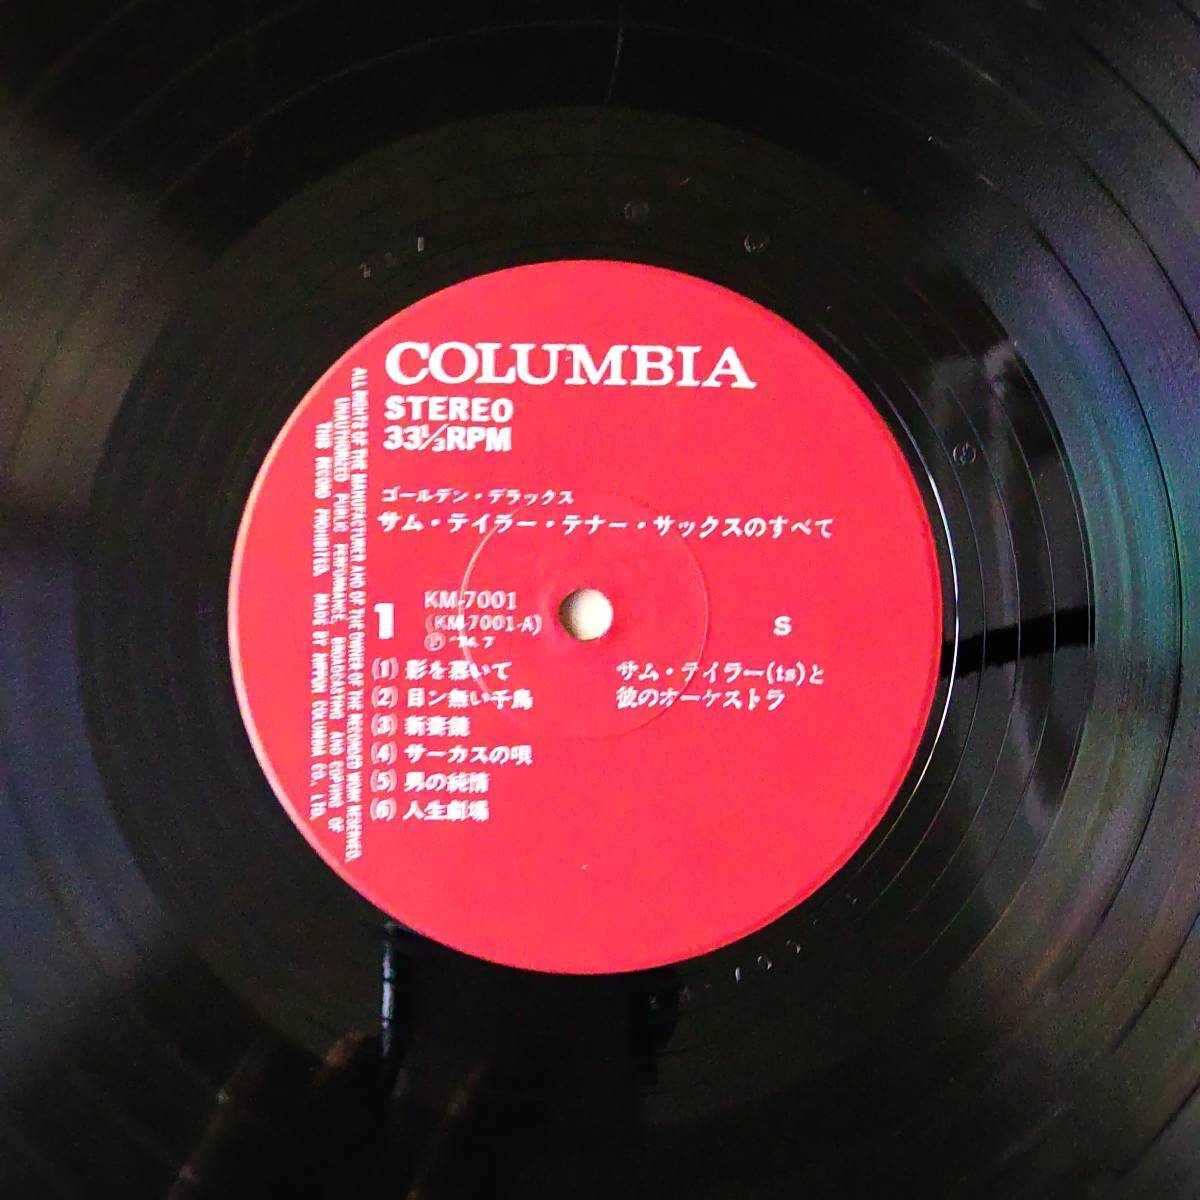 COLUMBIA
STEREO
33⅓RPM
ゴールデン・デラックス
サム・テイラー・テナー・サックスのすべて
1
KM-7001
(KM-7001-A)
Ⓟ '74.7
S
(1) 影を慕いて
(2) 目ン無い千鳥
(3) 新妻鏡
(4) サーカスの唄
(5) 男の純情
(6) 人生劇場
サム・テイラー(ts)と
彼のオーケストラ
ALL RIGHTS OF THE MANUFACTURER AND OF THE OWNER OF THE RECORDED WORK RESERVED.
UNAUTHORIZED PUBLIC PERFORMANCE, BROADCASTING AND COPYING OF
THIS RECORD PROHIBITED. MADE BY NIPPON COLUMBIA CO., LTD.